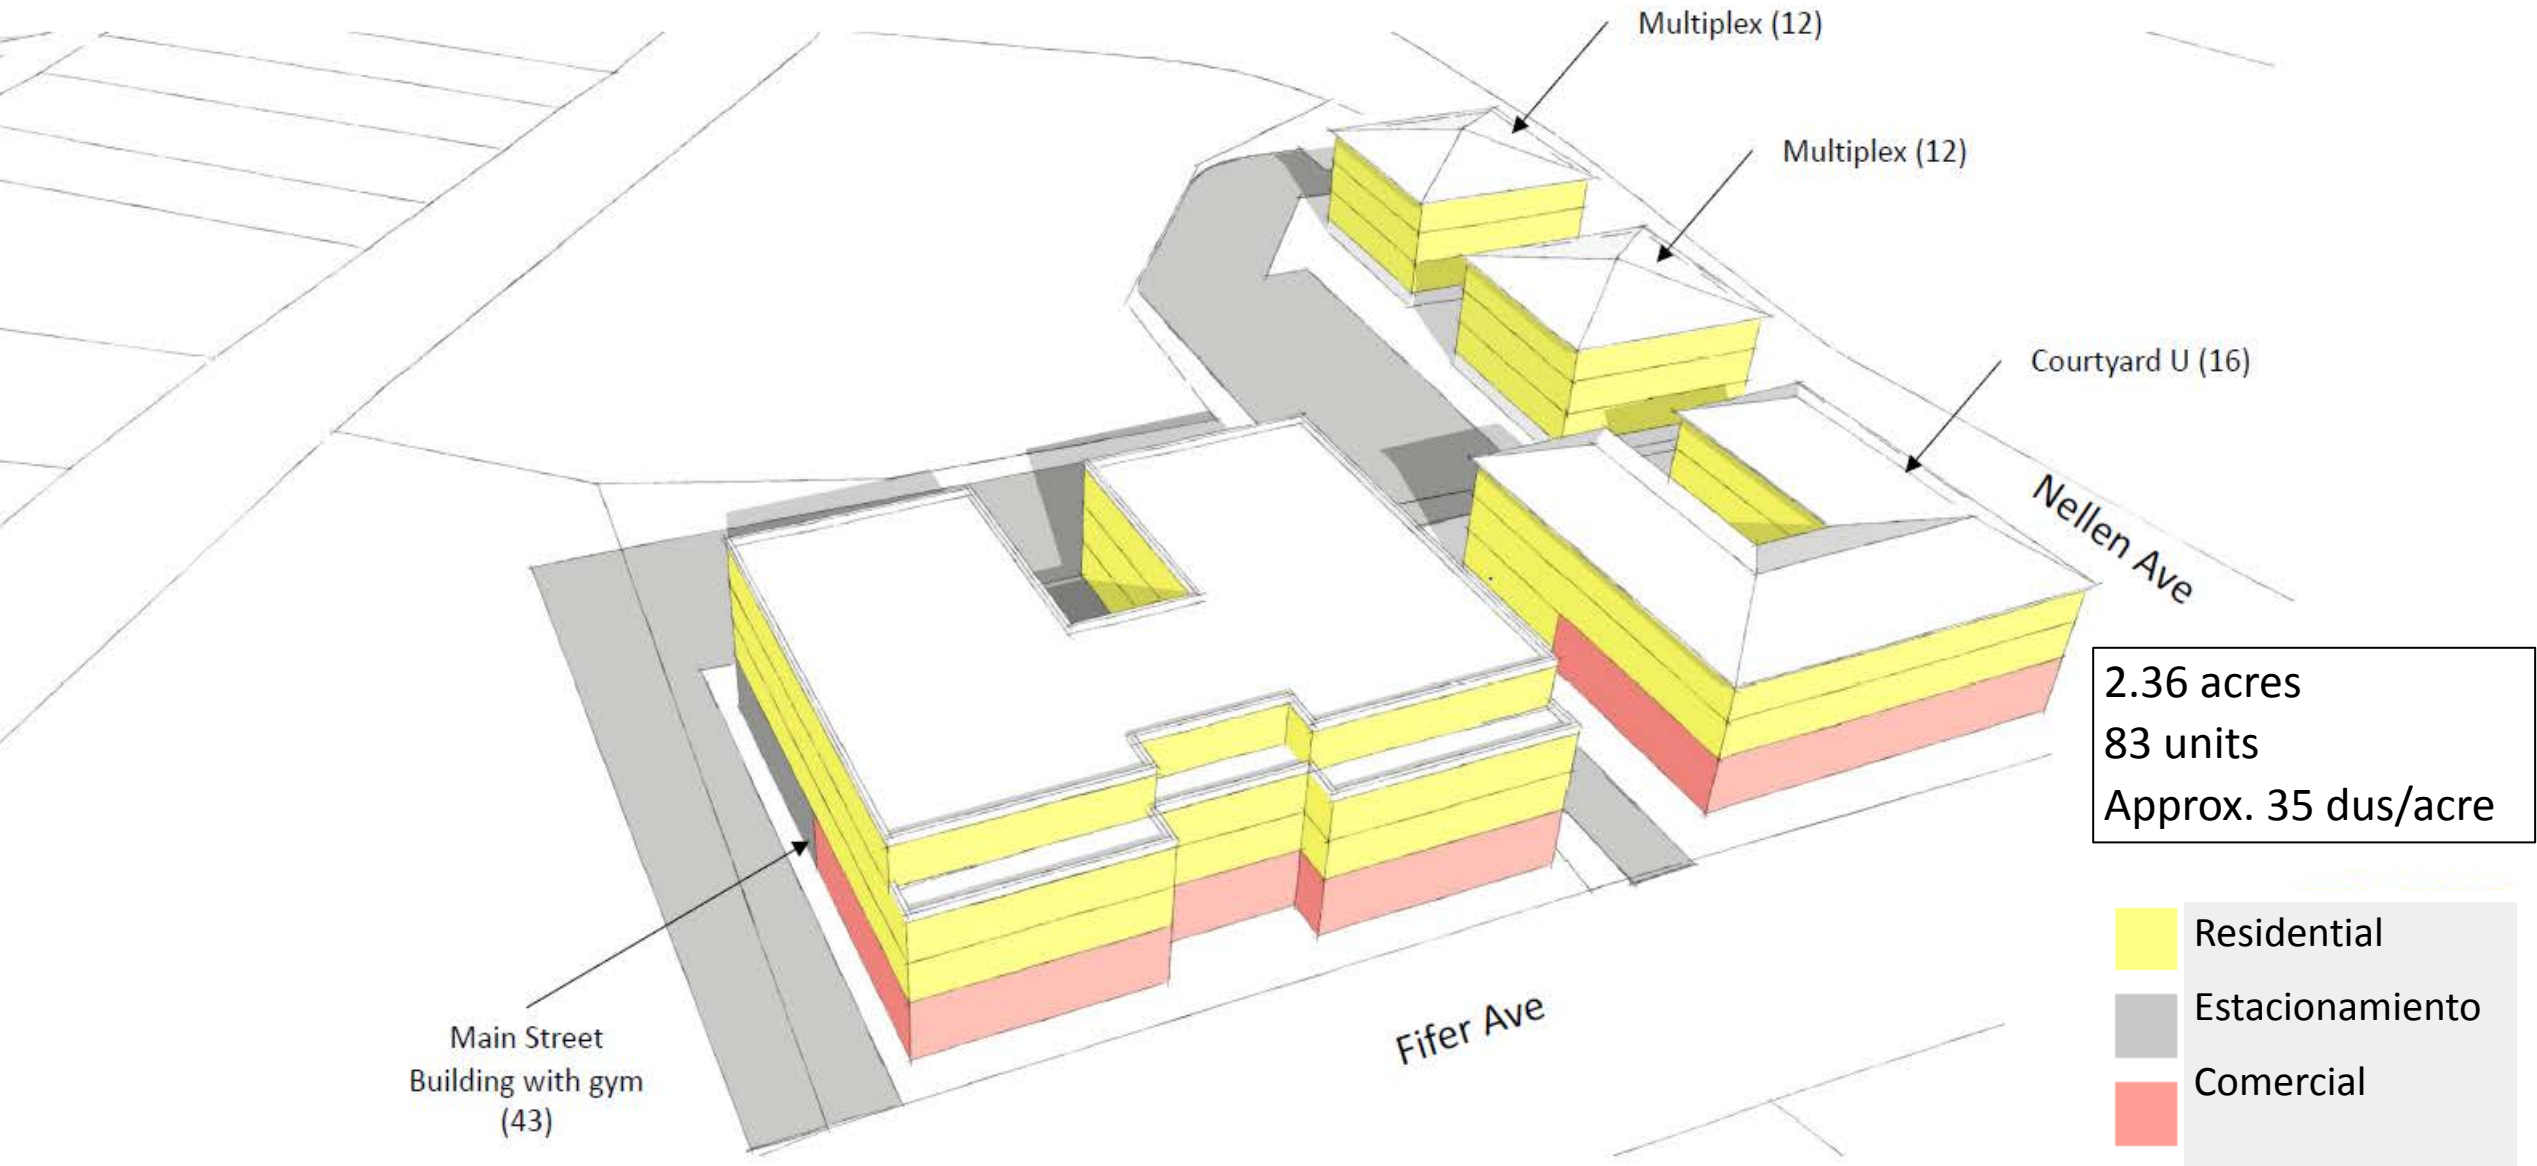 Multiplex (12)
Multiplex (12)
Courtyard U (16)
Nellen Ave
2.36 acres
83 units
Approx. 35 dus/acre
Residential
Estacionamiento
Comercial
Fifer Ave
Main Street
Building with gym
(43)